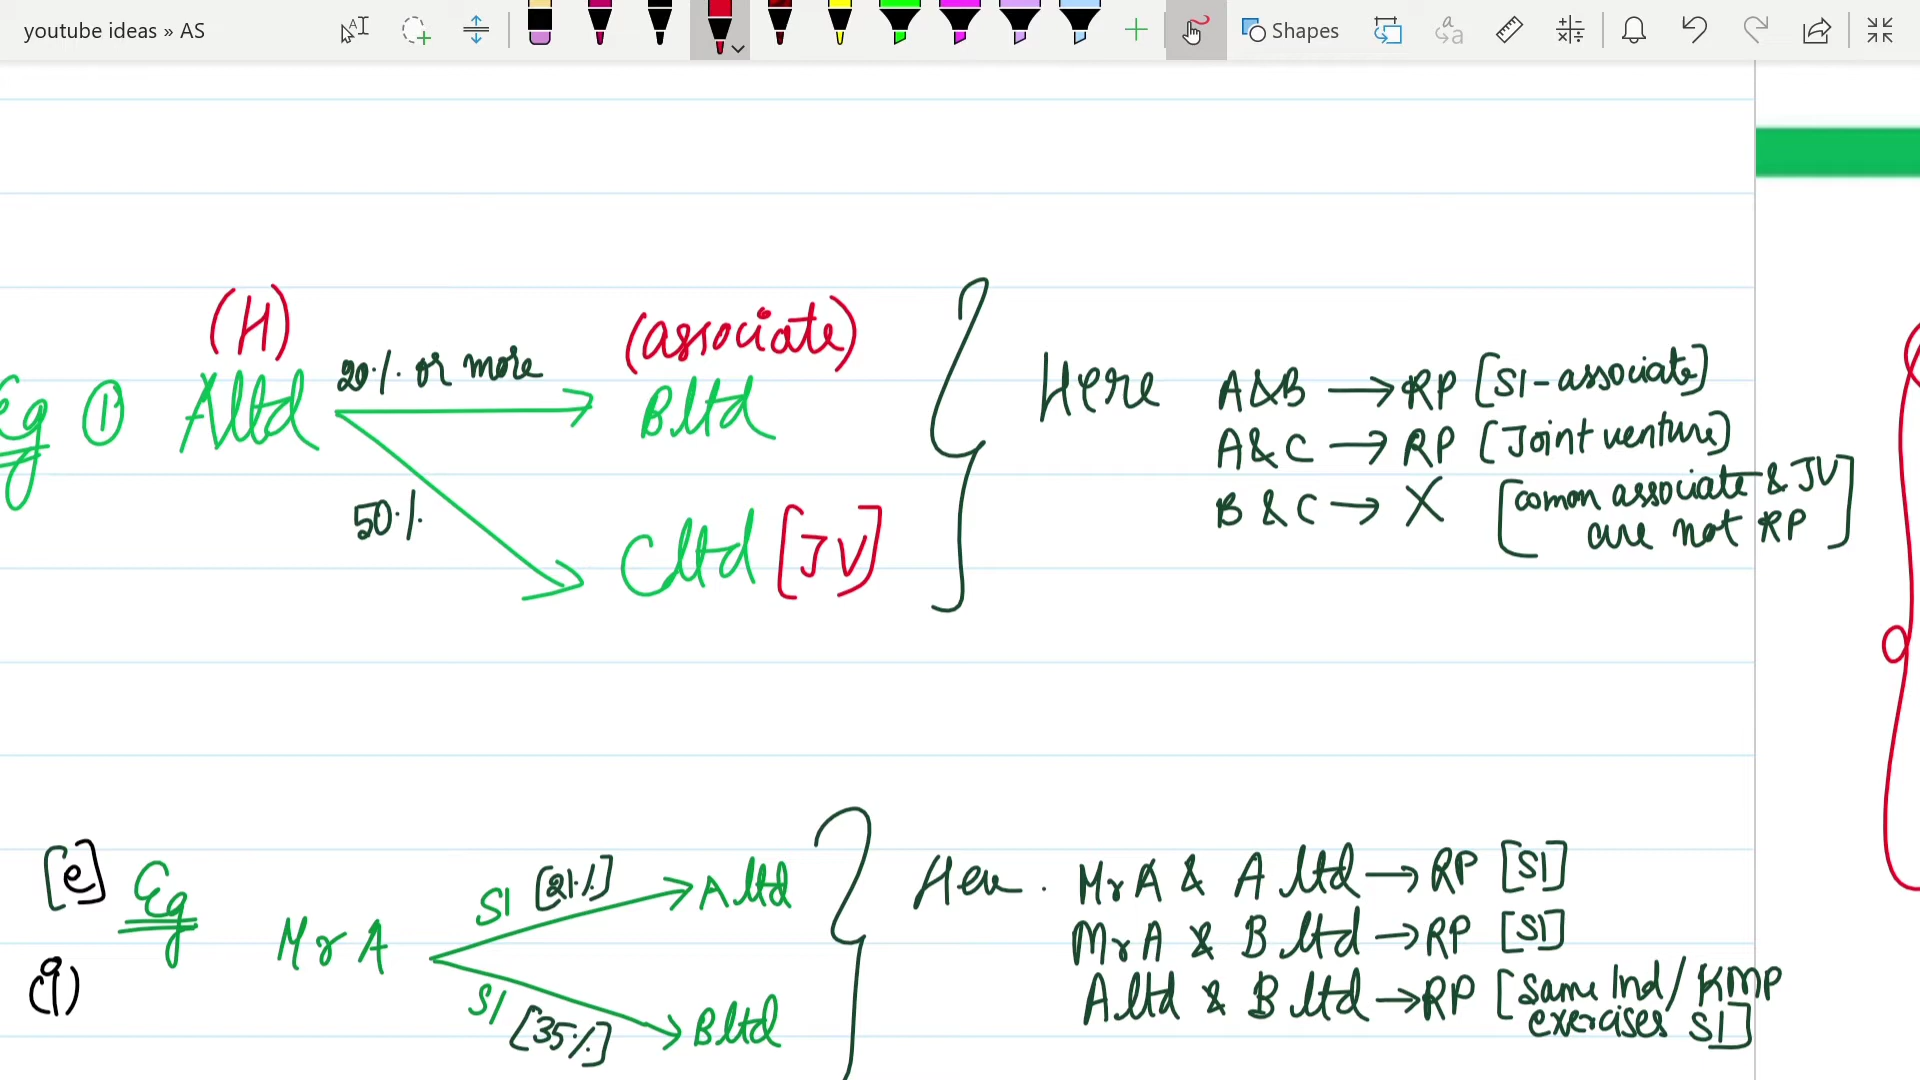 youtube ideas » AS
Shapes
(H)
(associate)
20% or more
Eg ① A ltd
B ltd
50%
C ltd [JV]
Here A&B → RP [SI - associate]
A&C → RP [Joint venture]
B & C → X [comon associate & JV
are not RP]
[e] Eg
(9)
Mr A
SI [21%] A ltd
SI [35%] B ltd
Here. Mr A & A ltd → RP [SI]
Mr A & B ltd → RP [SI]
A ltd & B ltd → RP [same Ind/KMP
exercises SI]